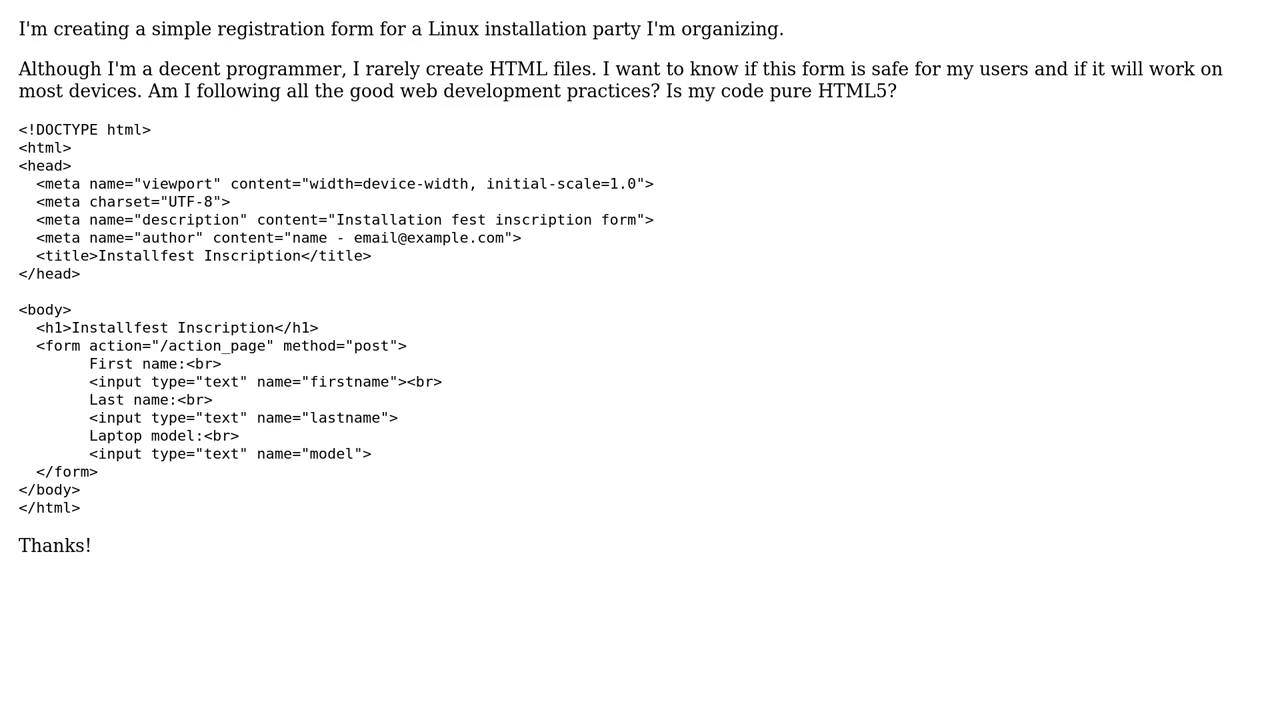 I'm creating a simple registration form for a Linux installation party I'm organizing.
Although I'm a decent programmer, I rarely create HTML files. I want to know if this form is safe for my users and if it will work on
most devices. Am I following all the good web development practices? Is my code pure HTML5?
<!DOCTYPE html>
<html>
<head>
  <meta name="viewport" content="width=device-width, initial-scale=1.0">
  <meta charset="UTF-8">
  <meta name="description" content="Installation fest inscription form">
  <meta name="author" content="name - email@example.com">
  <title>Installfest Inscription</title>
</head>
<body>
  <h1>Installfest Inscription</h1>
  <form action="/action_page" method="post">
        First name:<br>
        <input type="text" name="firstname"><br>
        Last name:<br>
        <input type="text" name="lastname">
        Laptop model:<br>
        <input type="text" name="model">
  </form>
</body>
</html>
Thanks!